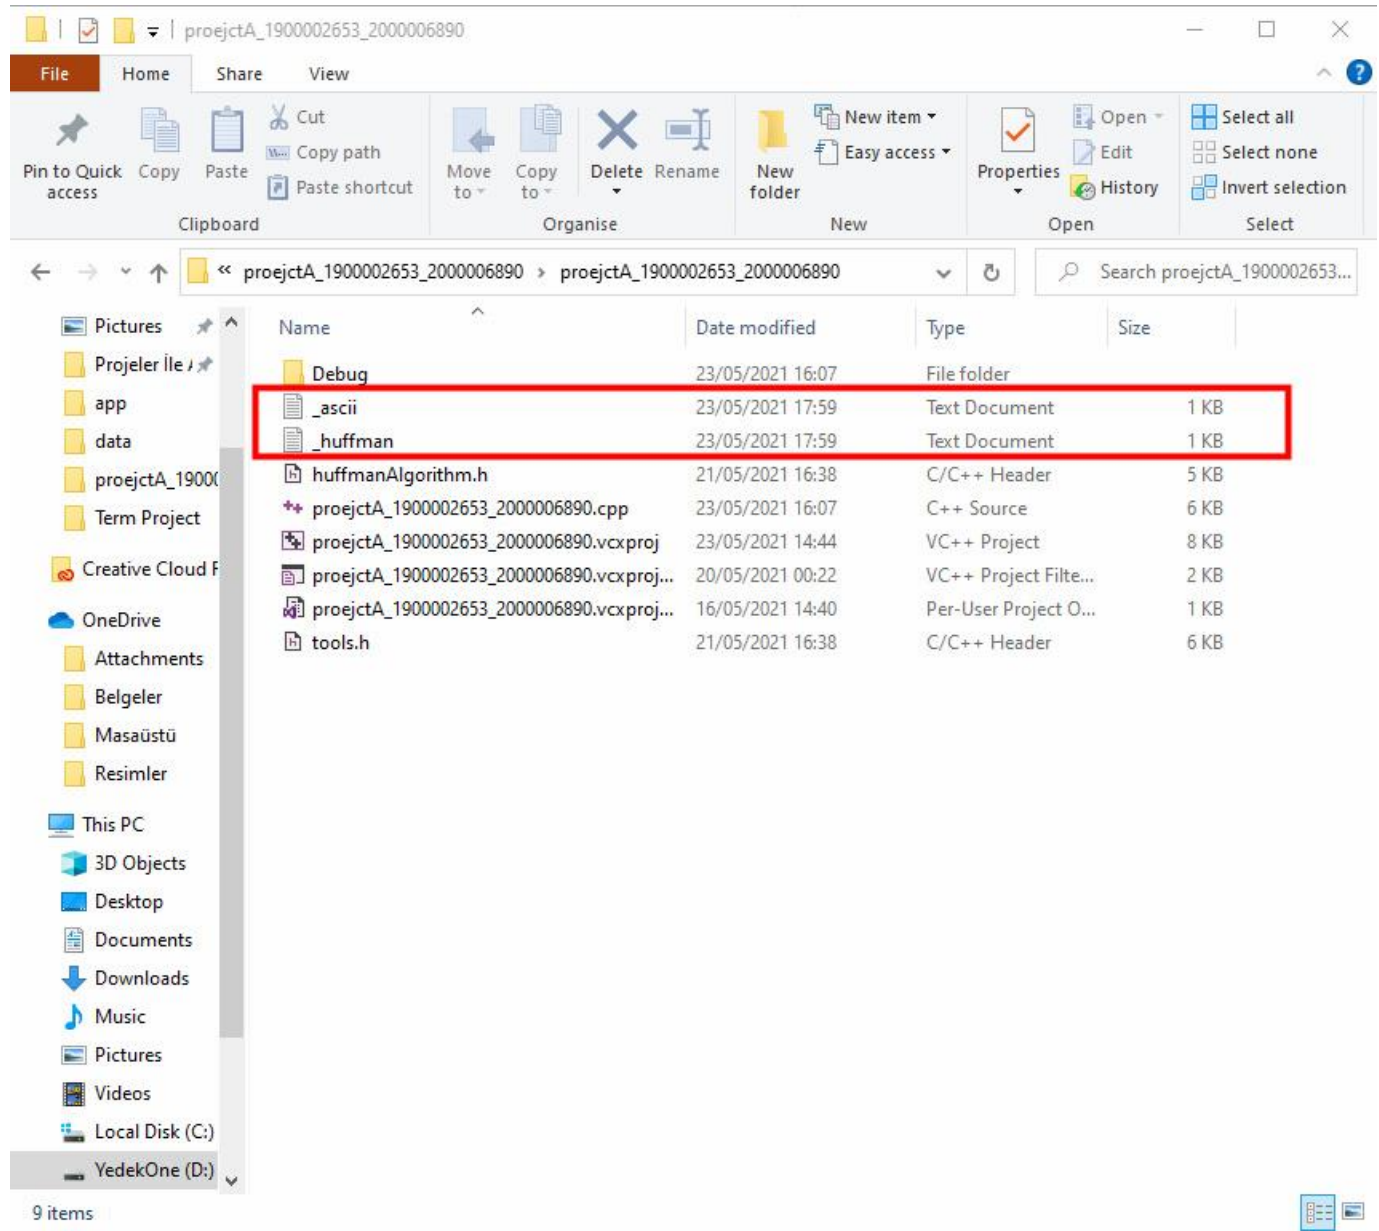 proejctA_1900002653_2000006890
File Home Share View
Pin to Quick access
Copy
Paste
Cut
Copy path
Paste shortcut
Clipboard
Move to
Copy to
Delete
Rename
Organise
New folder
New item
Easy access
New
Properties
Open
Edit
History
Open
Select all
Select none
Invert selection
Select
« proejctA_1900002653_2000006890 › proejctA_1900002653_2000006890
Search proejctA_1900002653...
Pictures
Projeler İle
app
data
proejctA_1900
Term Project
Creative Cloud F
OneDrive
Attachments
Belgeler
Masaüstü
Resimler
This PC
3D Objects
Desktop
Documents
Downloads
Music
Pictures
Videos
Local Disk (C:)
YedekOne (D:)
Name Date modified Type Size
Debug 23/05/2021 16:07 File folder
_ascii 23/05/2021 17:59 Text Document 1 KB
_huffman 23/05/2021 17:59 Text Document 1 KB
huffmanAlgorithm.h 21/05/2021 16:38 C/C++ Header 5 KB
proejctA_1900002653_2000006890.cpp 23/05/2021 16:07 C++ Source 6 KB
proejctA_1900002653_2000006890.vcxproj 23/05/2021 14:44 VC++ Project 8 KB
proejctA_1900002653_2000006890.vcxproj... 20/05/2021 00:22 VC++ Project Filte... 2 KB
proejctA_1900002653_2000006890.vcxproj... 16/05/2021 14:40 Per-User Project O... 1 KB
tools.h 21/05/2021 16:38 C/C++ Header 6 KB
9 items